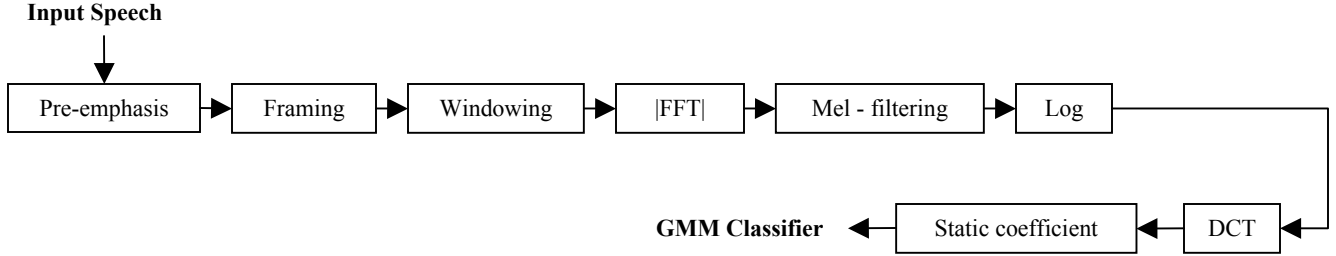 Input Speech
Pre-emphasis
Framing
Windowing
|FFT|
Mel - filtering
Log
GMM Classifier
Static coefficient
DCT